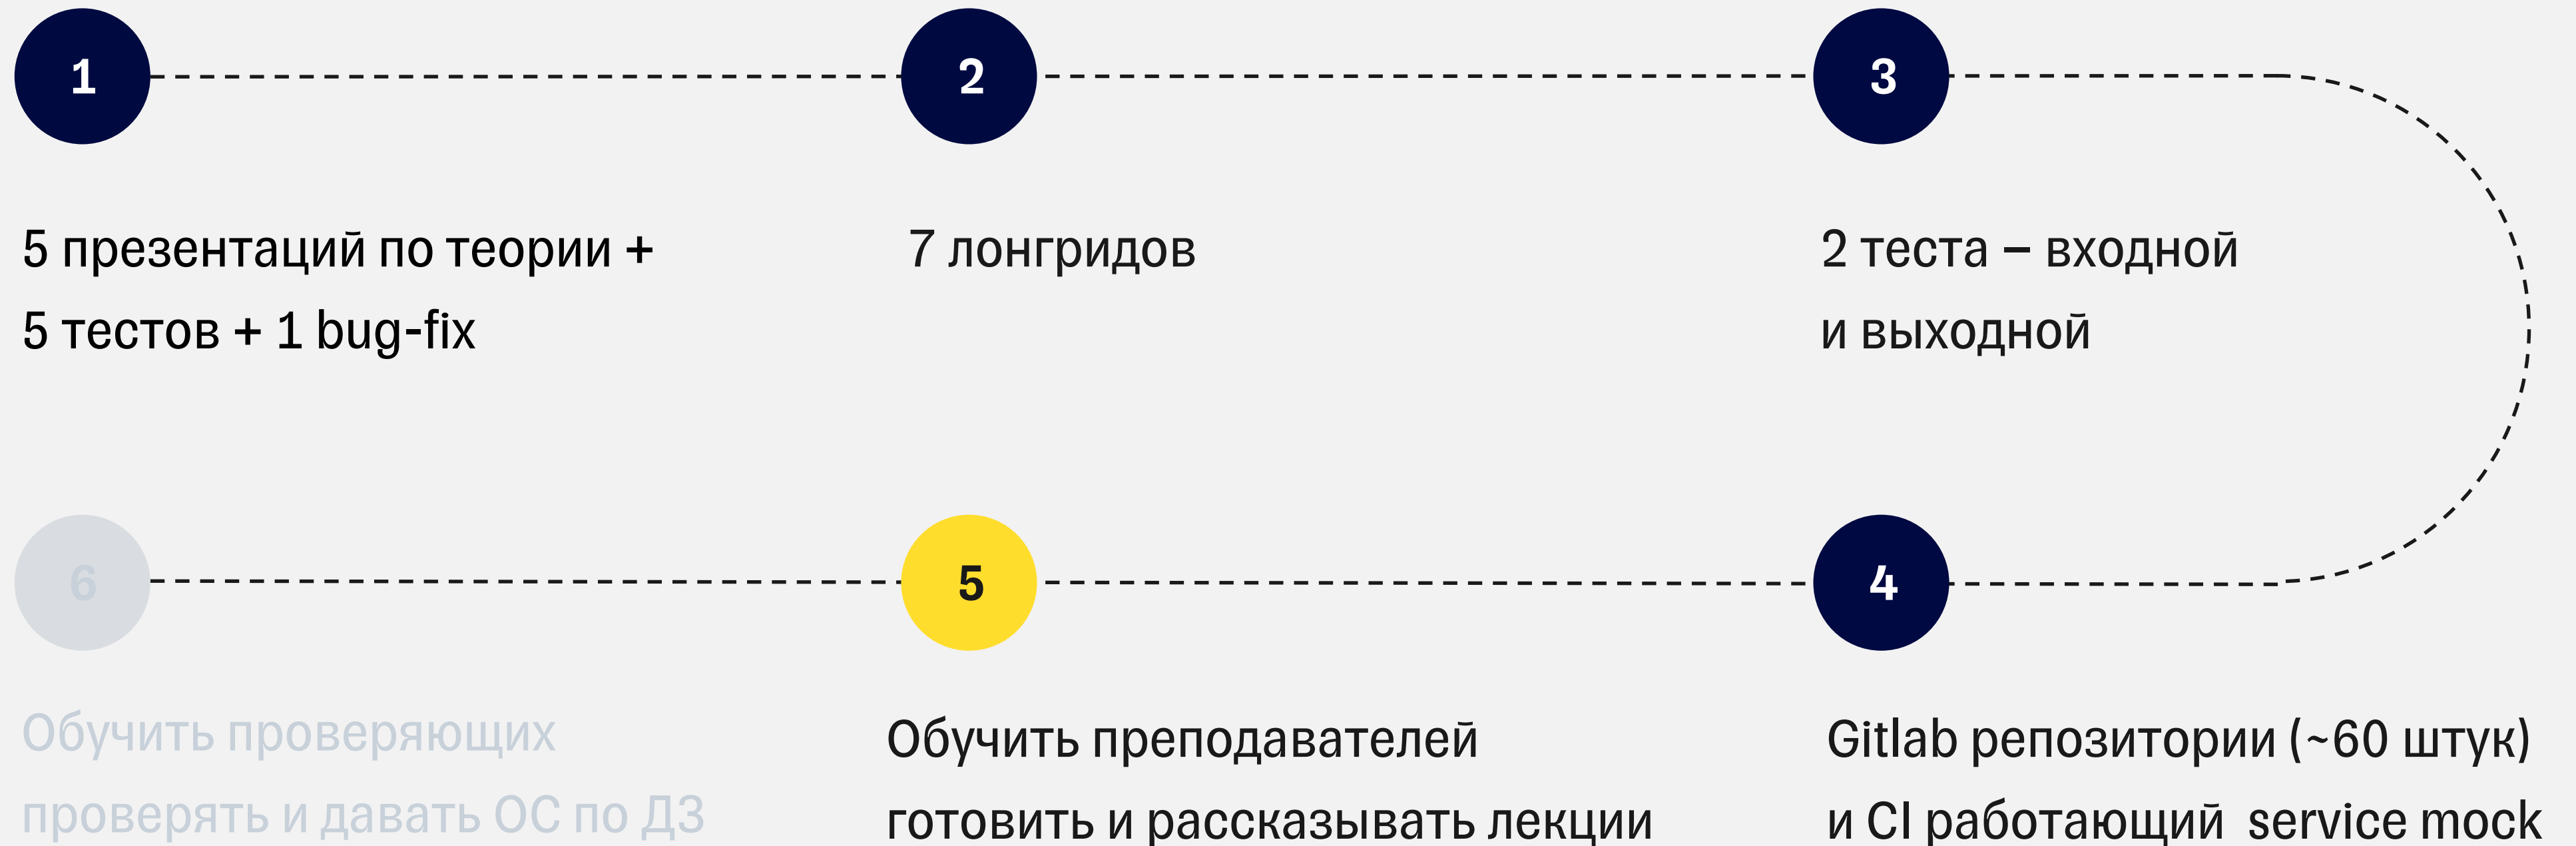 1
2
3
5 презентаций по теории +
5 тестов + 1 bug-fix
7 лонгридов
2 теста – входной
и выходной
6
5
4
Обучить проверяющих
проверять и давать ОС по ДЗ
Обучить преподавателей
готовить и рассказывать лекции
Gitlab репозитории (~60 штук)
и CI работающий service mock